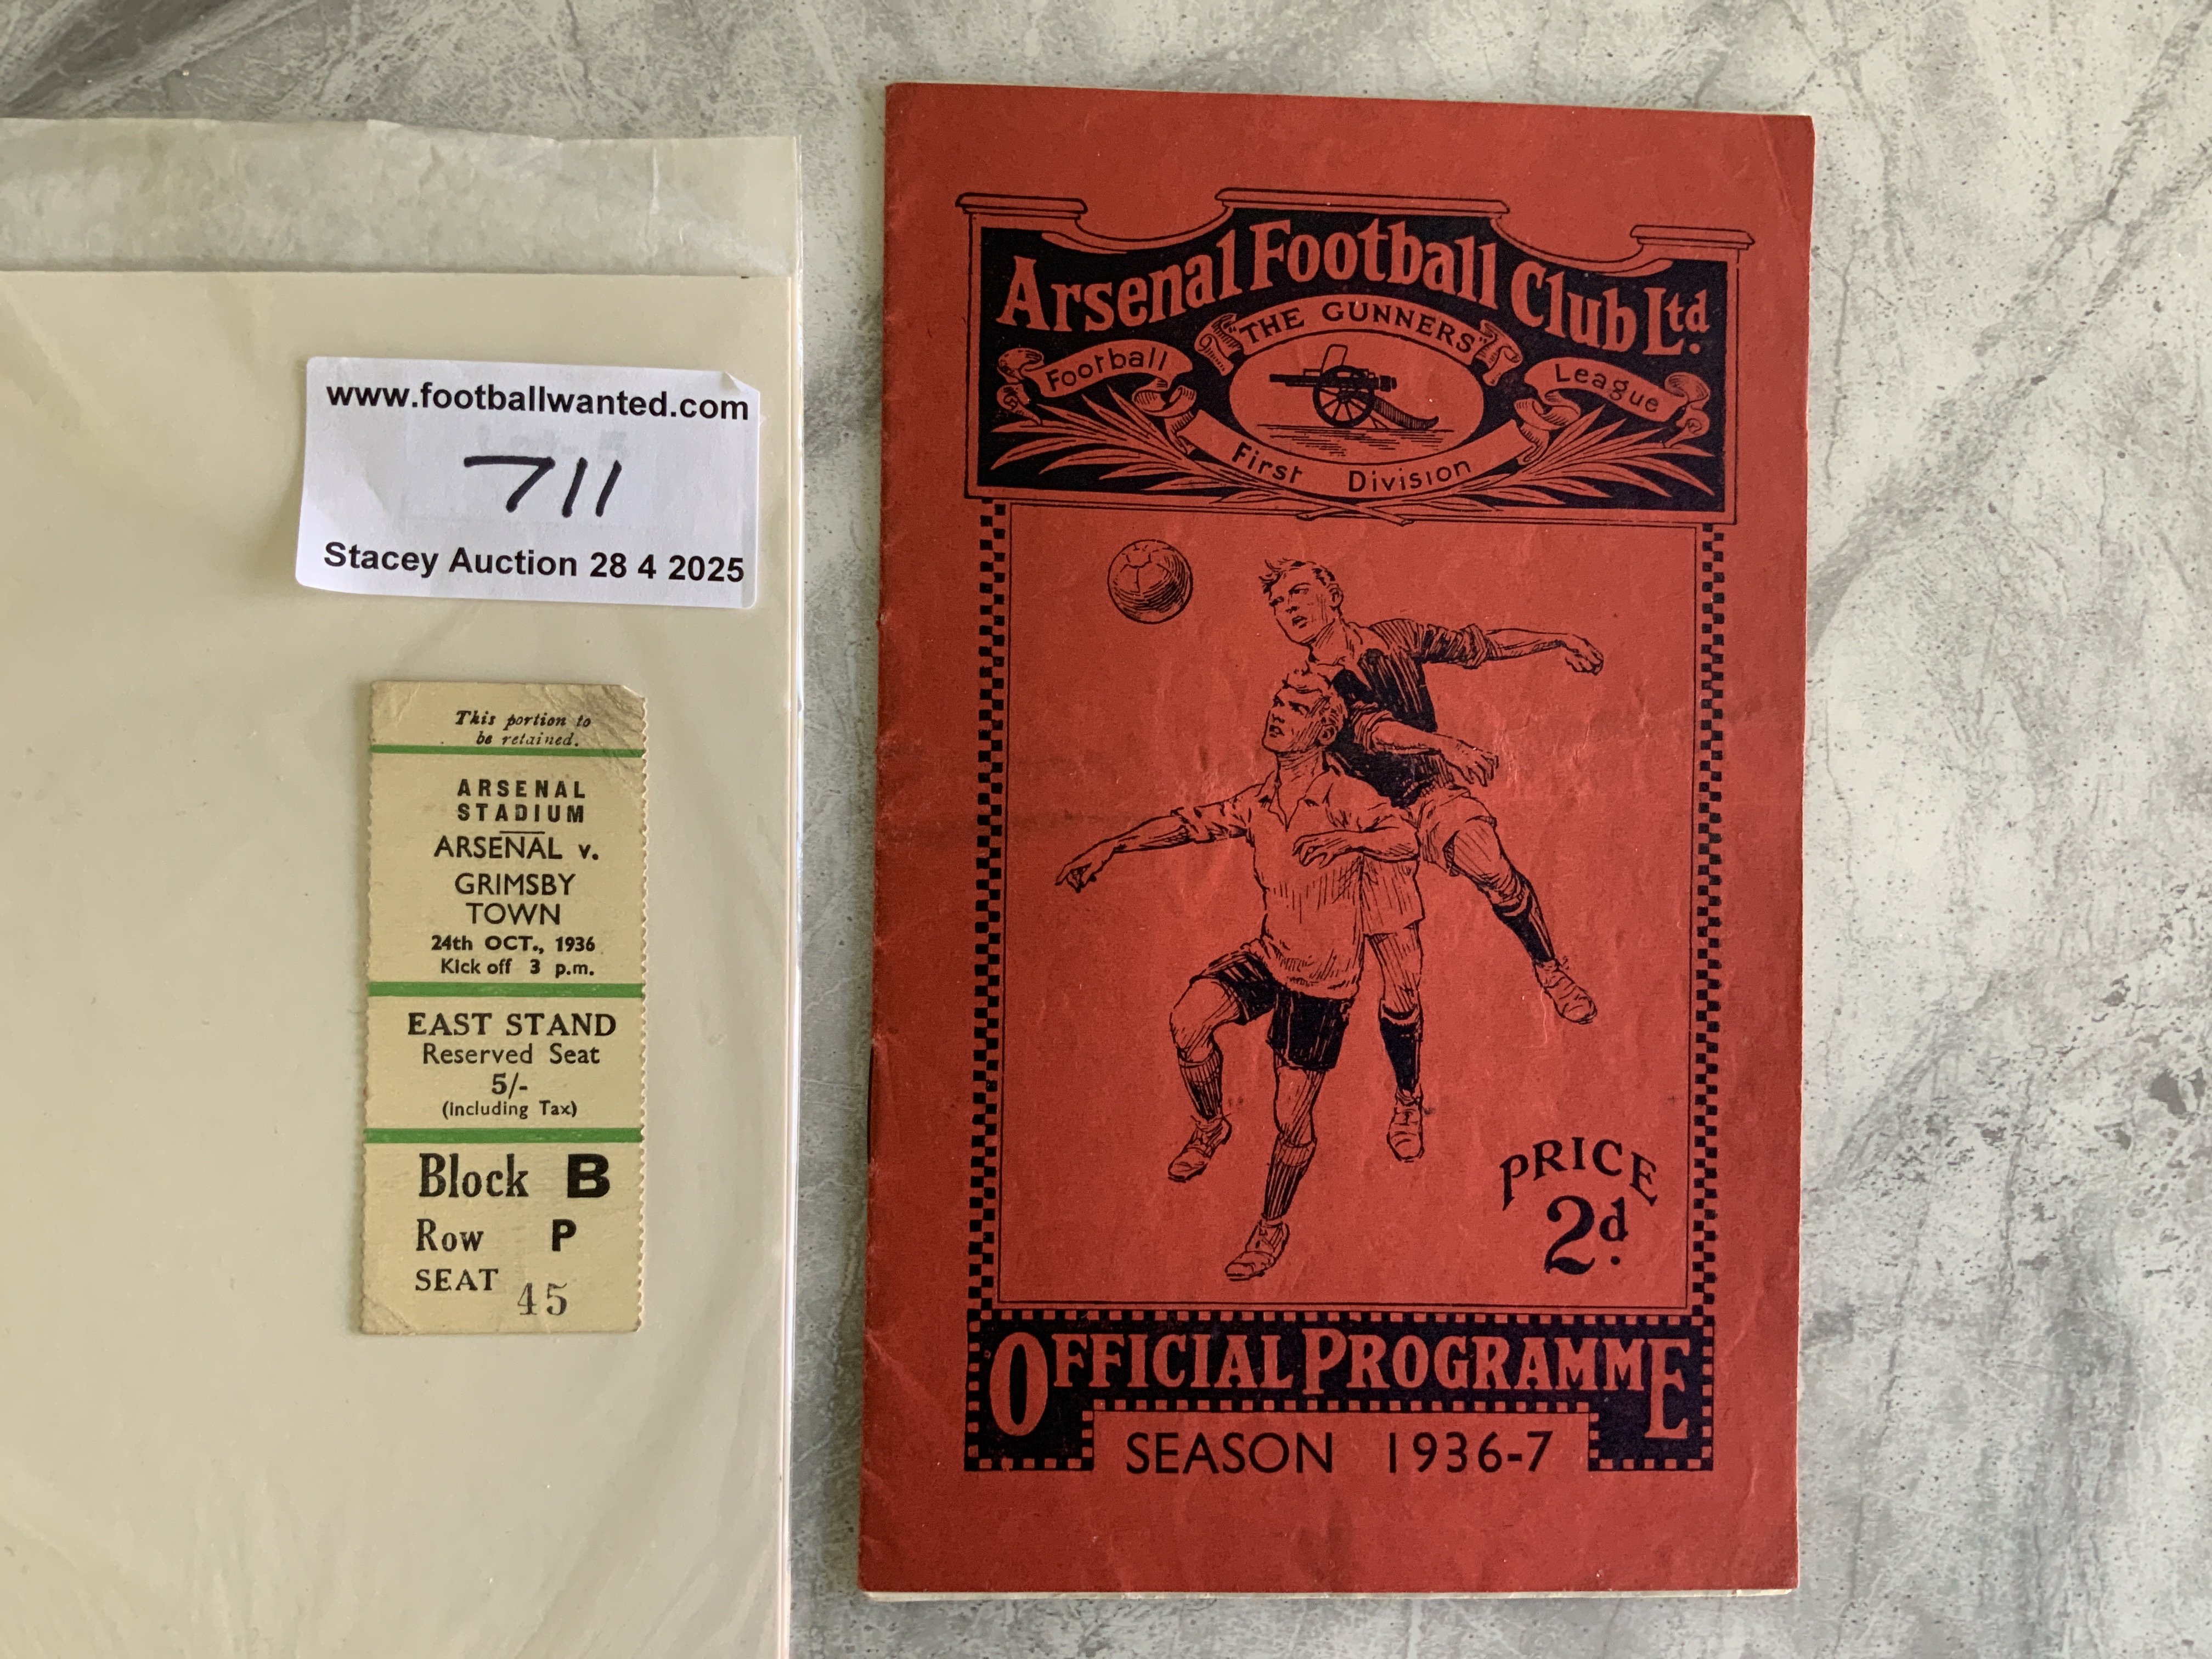 www.footballwanted.com
711
Stacey Auction 28 4 2025
This portion to
be retained.
ARSENAL
STADIUM
ARSENAL v.
GRIMSBY
TOWN
24th OCT., 1936
Kick off 3 p.m.
EAST STAND
Reserved Seat
5/-
(Including Tax)
Block B
Row P
SEAT 45
Arsenal Football Club Ltd.
"THE GUNNERS"
Football League
First Division
PRICE
2d.
OFFICIAL PROGRAMME
SEASON 1936-7